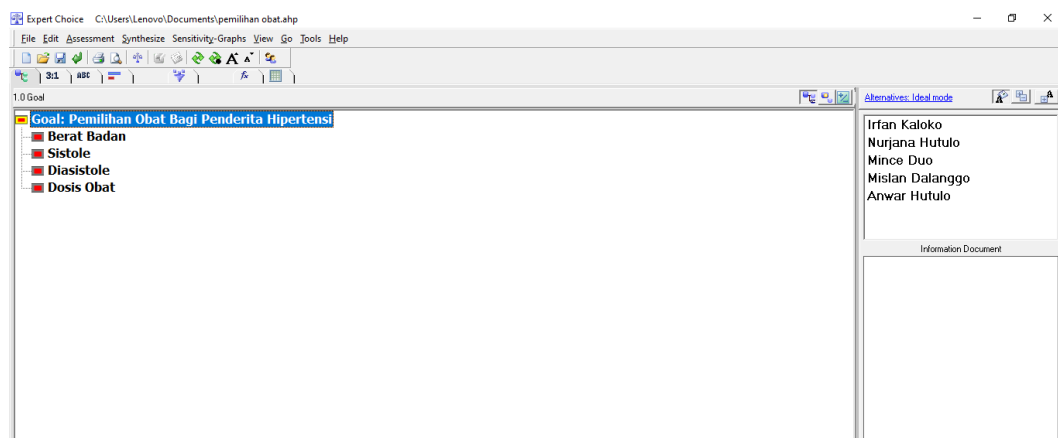 Expert Choice C:\Users\Lenovo\Documents\pemilihan obat.ahp
File Edit Assessment Synthesize Sensitivity-Graphs View Go Tools Help
3:1 ABC fx
1.0 Goal
Goal: Pemilihan Obat Bagi Penderita Hipertensi
Berat Badan
Sistole
Diasistole
Dosis Obat
Alternatives: Ideal mode
Irfan Kaloko
Nurjana Hutulo
Mince Duo
Mislan Dalanggo
Anwar Hutulo
Information Document